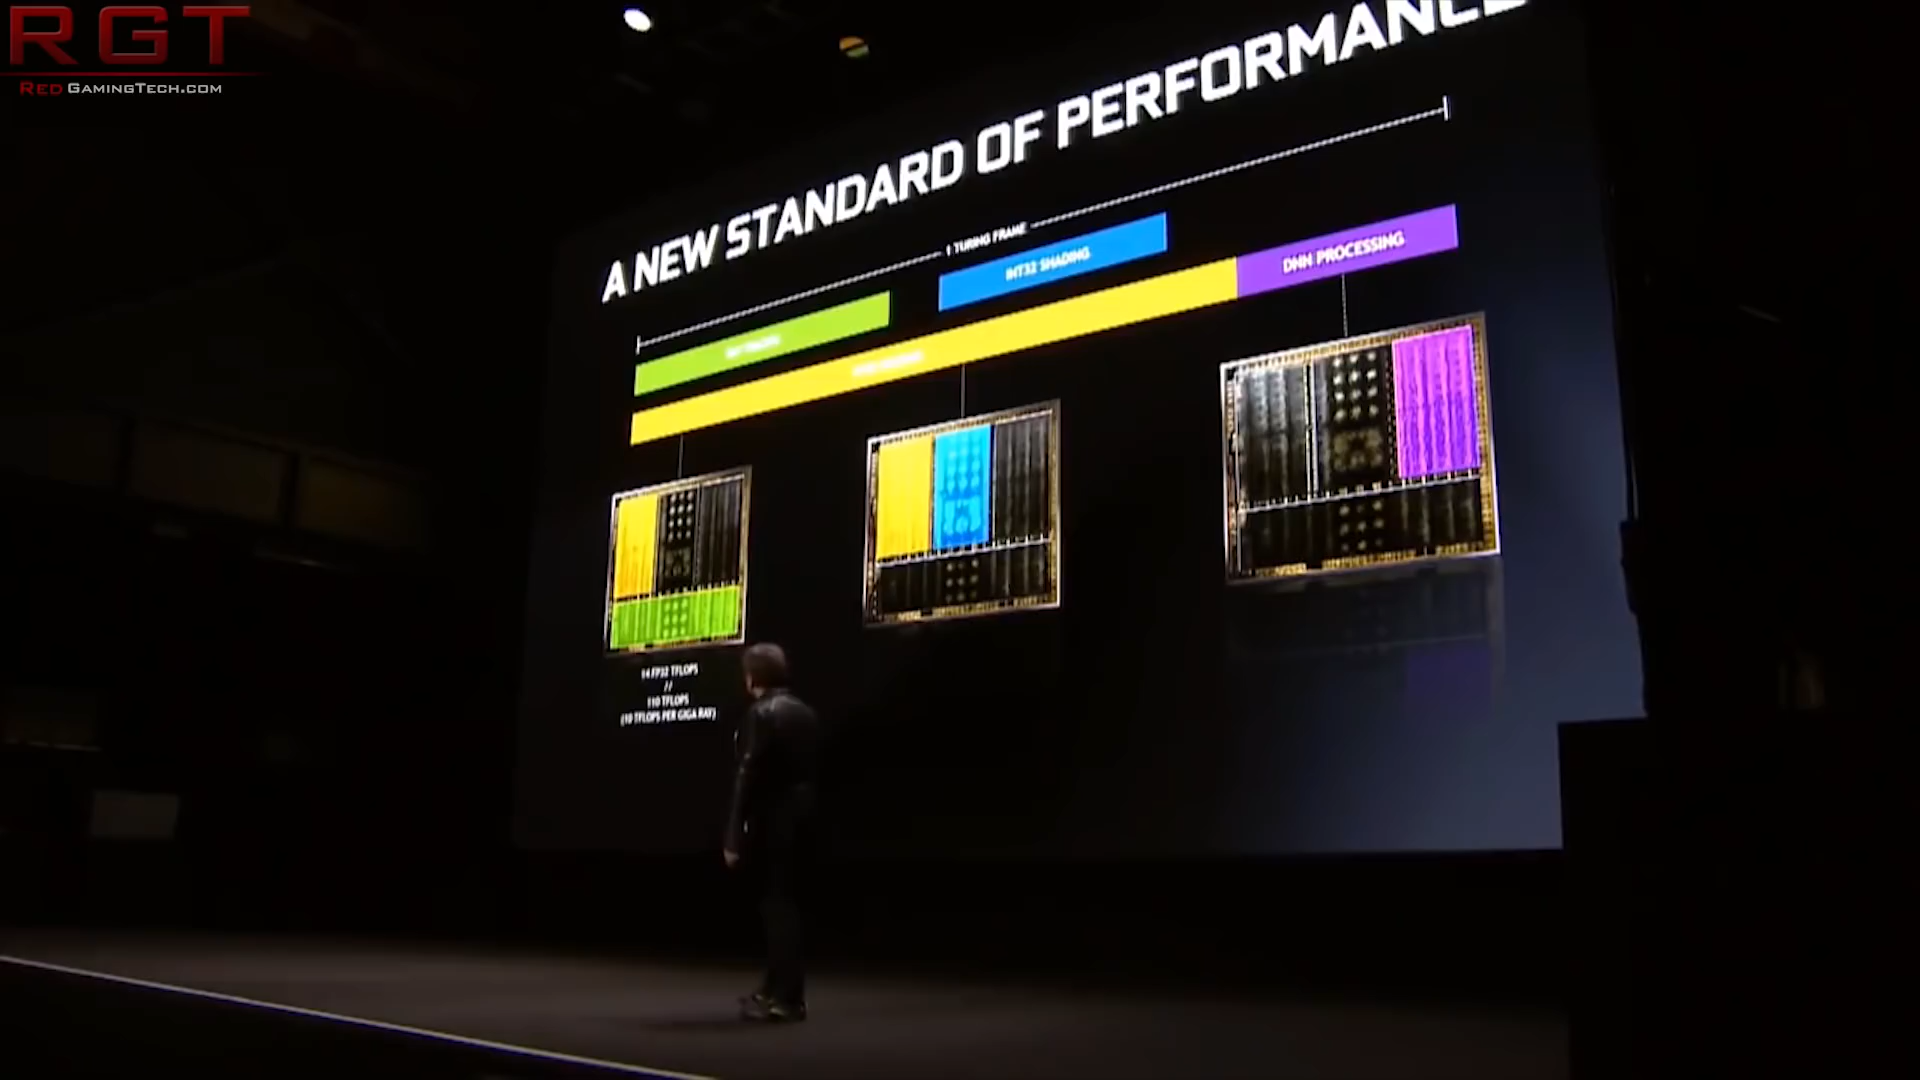 RGT
RED GAMINGTECH.COM
A NEW STANDARD OF PERFORMANCE
1 TURING FRAME
INT32 SHADING
DNN PROCESSING
14 FP32 TFLOPS
//
110 TFLOPS
(10 TFLOPS PER GIGA RAY)